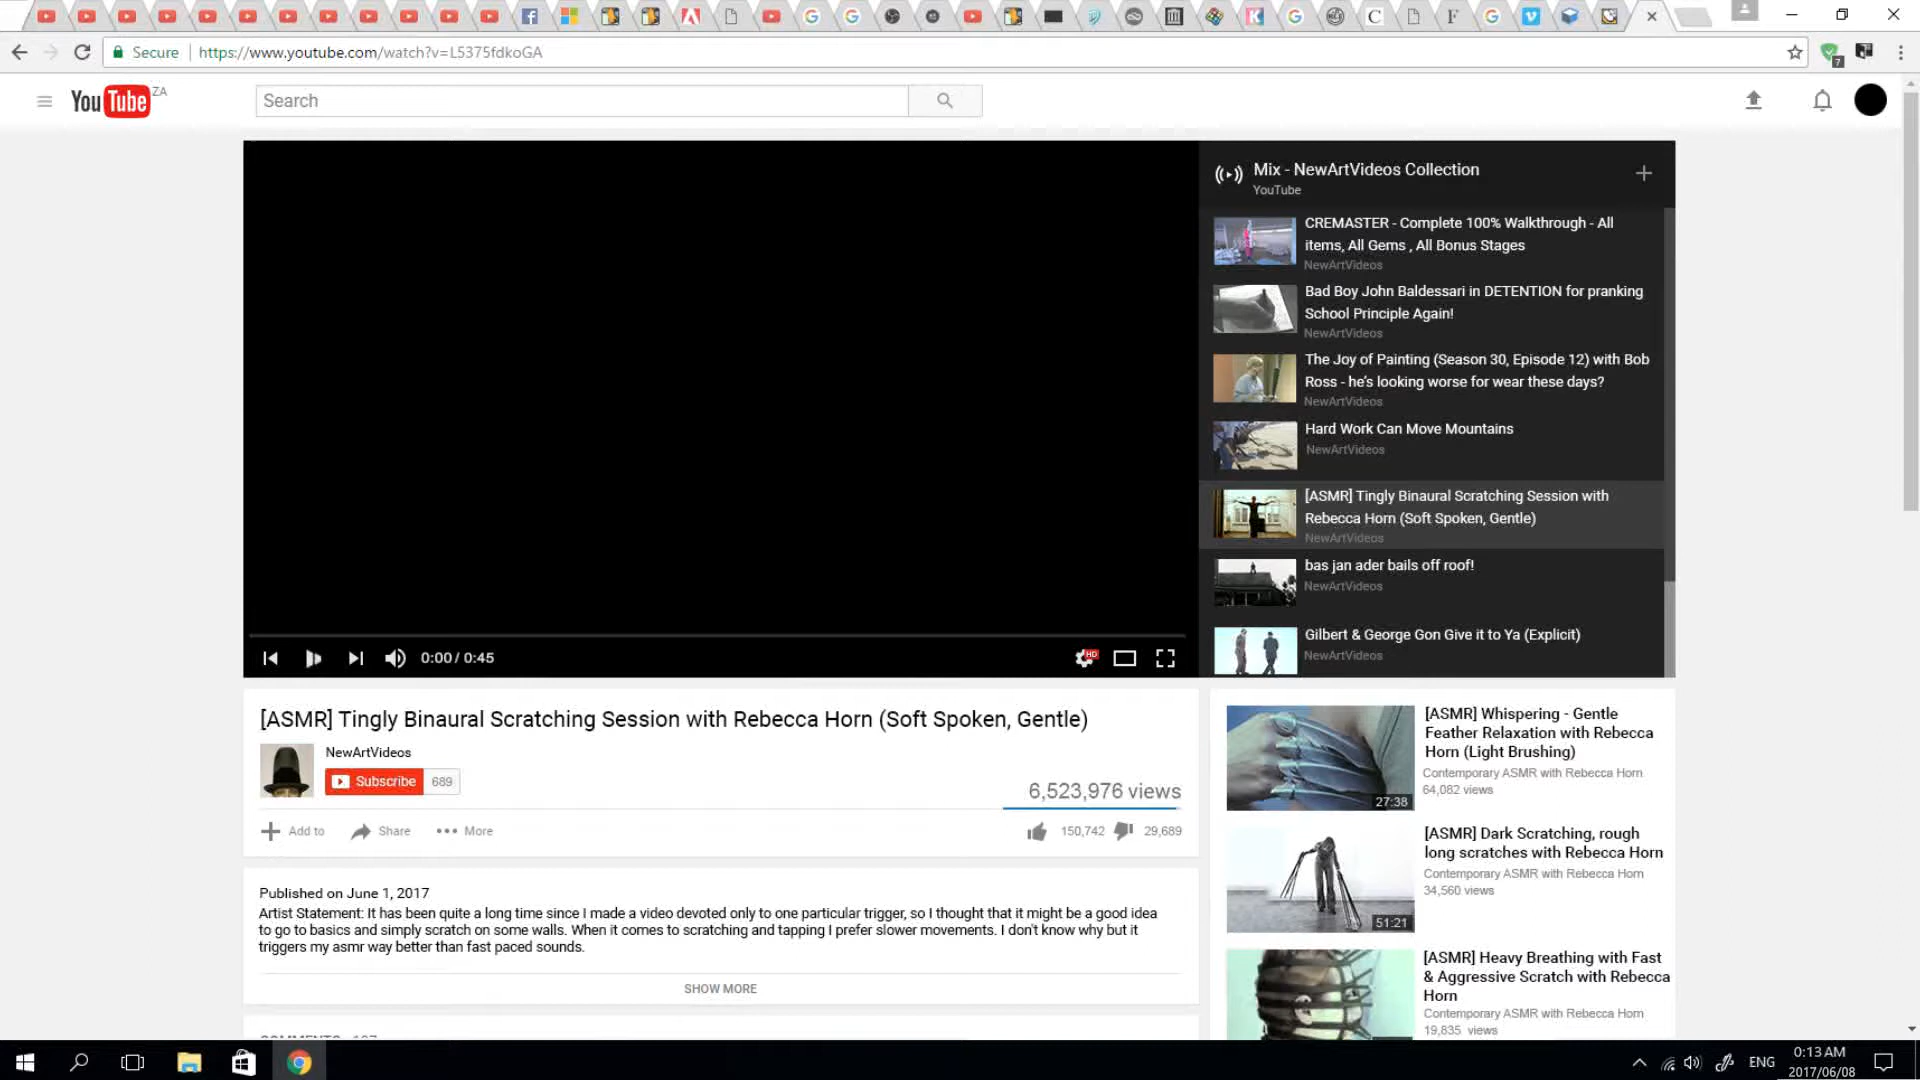 Secure
https://www.youtube.com/watch?v=L5375fdkoGA
7
YouTube ZA
Search
Mix - NewArtVideos Collection
YouTube
CREMASTER - Complete 100% Walkthrough - All
items, All Gems , All Bonus Stages
NewArtVideos
Bad Boy John Baldessari in DETENTION for pranking
School Principle Again!
NewArtVideos
The Joy of Painting (Season 30, Episode 12) with Bob
Ross - he's looking worse for wear these days?
NewArtVideos
Hard Work Can Move Mountains
NewArtVideos
[ASMR] Tingly Binaural Scratching Session with
Rebecca Horn (Soft Spoken, Gentle)
NewArtVideos
bas jan ader bails off roof!
NewArtVideos
Gilbert & George Gon Give it to Ya (Explicit)
NewArtVideos
0:00 / 0:45
HD
[ASMR] Tingly Binaural Scratching Session with Rebecca Horn (Soft Spoken, Gentle)
NewArtVideos
Subscribe 689
6,523,976 views
Add to
Share
More
150,742
29,689
Published on June 1, 2017
Artist Statement: It has been quite a long time since I made a video devoted only to one particular trigger, so I thought that it might be a good idea
to go to basics and simply scratch on some walls. When it comes to scratching and tapping I prefer slower movements. I don't know why but it
triggers my asmr way better than fast paced sounds.
SHOW MORE
[ASMR] Whispering - Gentle
Feather Relaxation with Rebecca
Horn (Light Brushing)
Contemporary ASMR with Rebecca Horn
64,082 views
27:38
[ASMR] Dark Scratching, rough
long scratches with Rebecca Horn
Contemporary ASMR with Rebecca Horn
34,560 views
51:21
[ASMR] Heavy Breathing with Fast
& Aggressive Scratch with Rebecca
Horn
Contemporary ASMR with Rebecca Horn
19,835 views
ENG
0:13 AM
2017/06/08